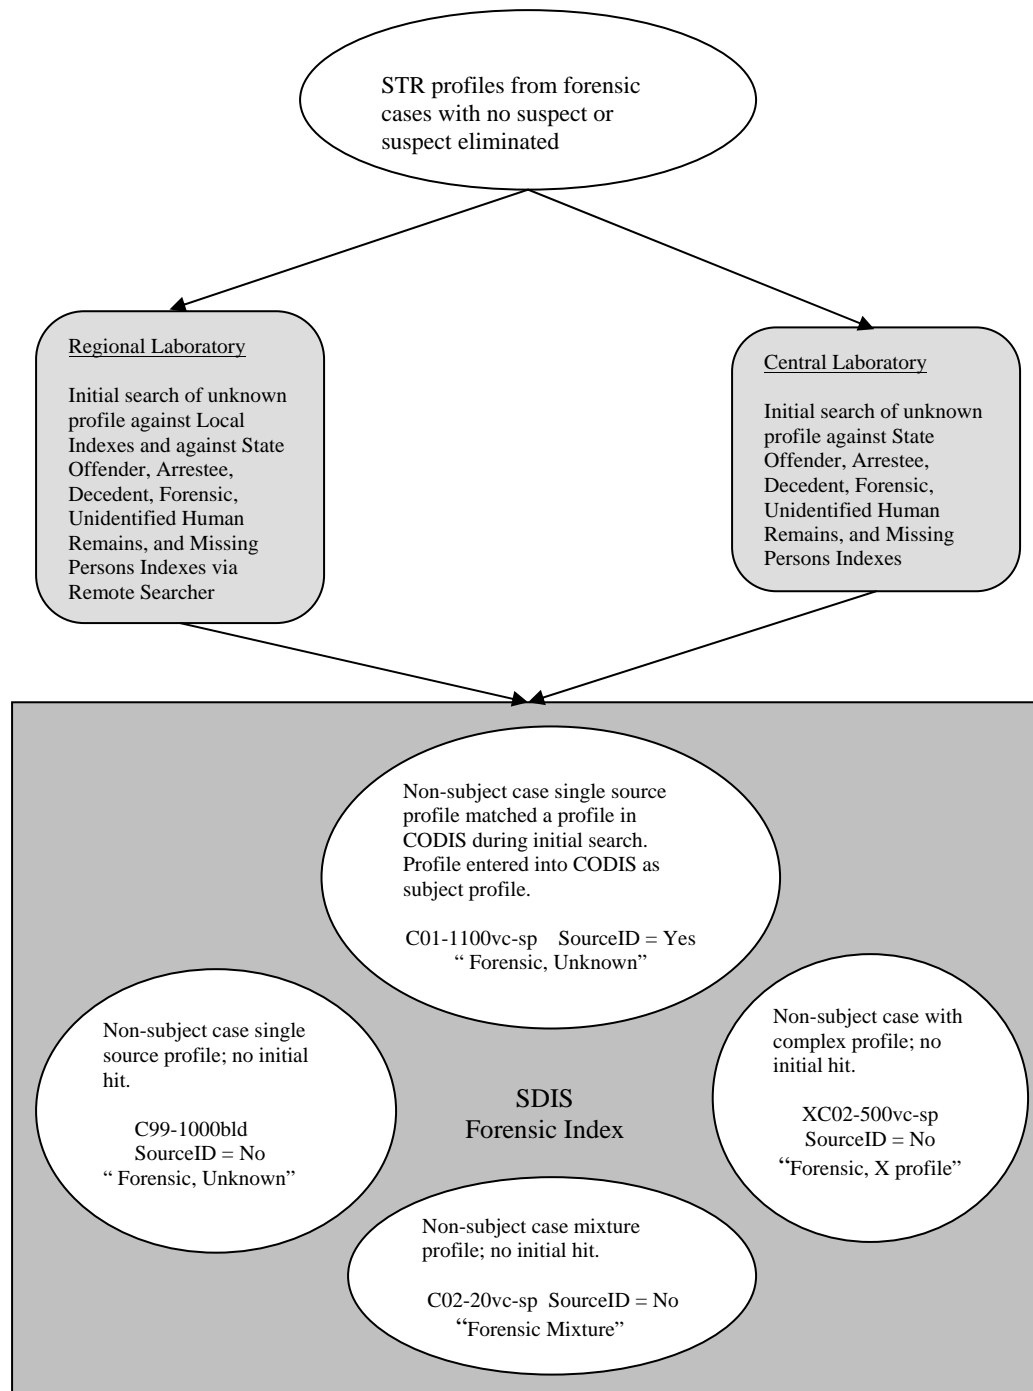 STR profiles from forensic
cases with no suspect or
suspect eliminated
Regional Laboratory
Initial search of unknown
profile against Local
Indexes and against State
Offender, Arrestee,
Decedent, Forensic,
Unidentified Human
Remains, and Missing
Persons Indexes via
Remote Searcher
Central Laboratory
Initial search of unknown
profile against State
Offender, Arrestee,
Decedent, Forensic,
Unidentified Human
Remains, and Missing
Persons Indexes
Non-subject case single source
profile matched a profile in
CODIS during initial search.
Profile entered into CODIS as
subject profile.
C01-1100vc-sp SourceID = Yes
“ Forensic, Unknown”
Non-subject case single
source profile; no initial
hit.
C99-1000bld
SourceID = No
“ Forensic, Unknown”
SDIS
Forensic Index
Non-subject case with
complex profile; no
initial hit.
XC02-500vc-sp
SourceID = No
“Forensic, X profile”
Non-subject case mixture
profile; no initial hit.
C02-20vc-sp SourceID = No
“Forensic Mixture”